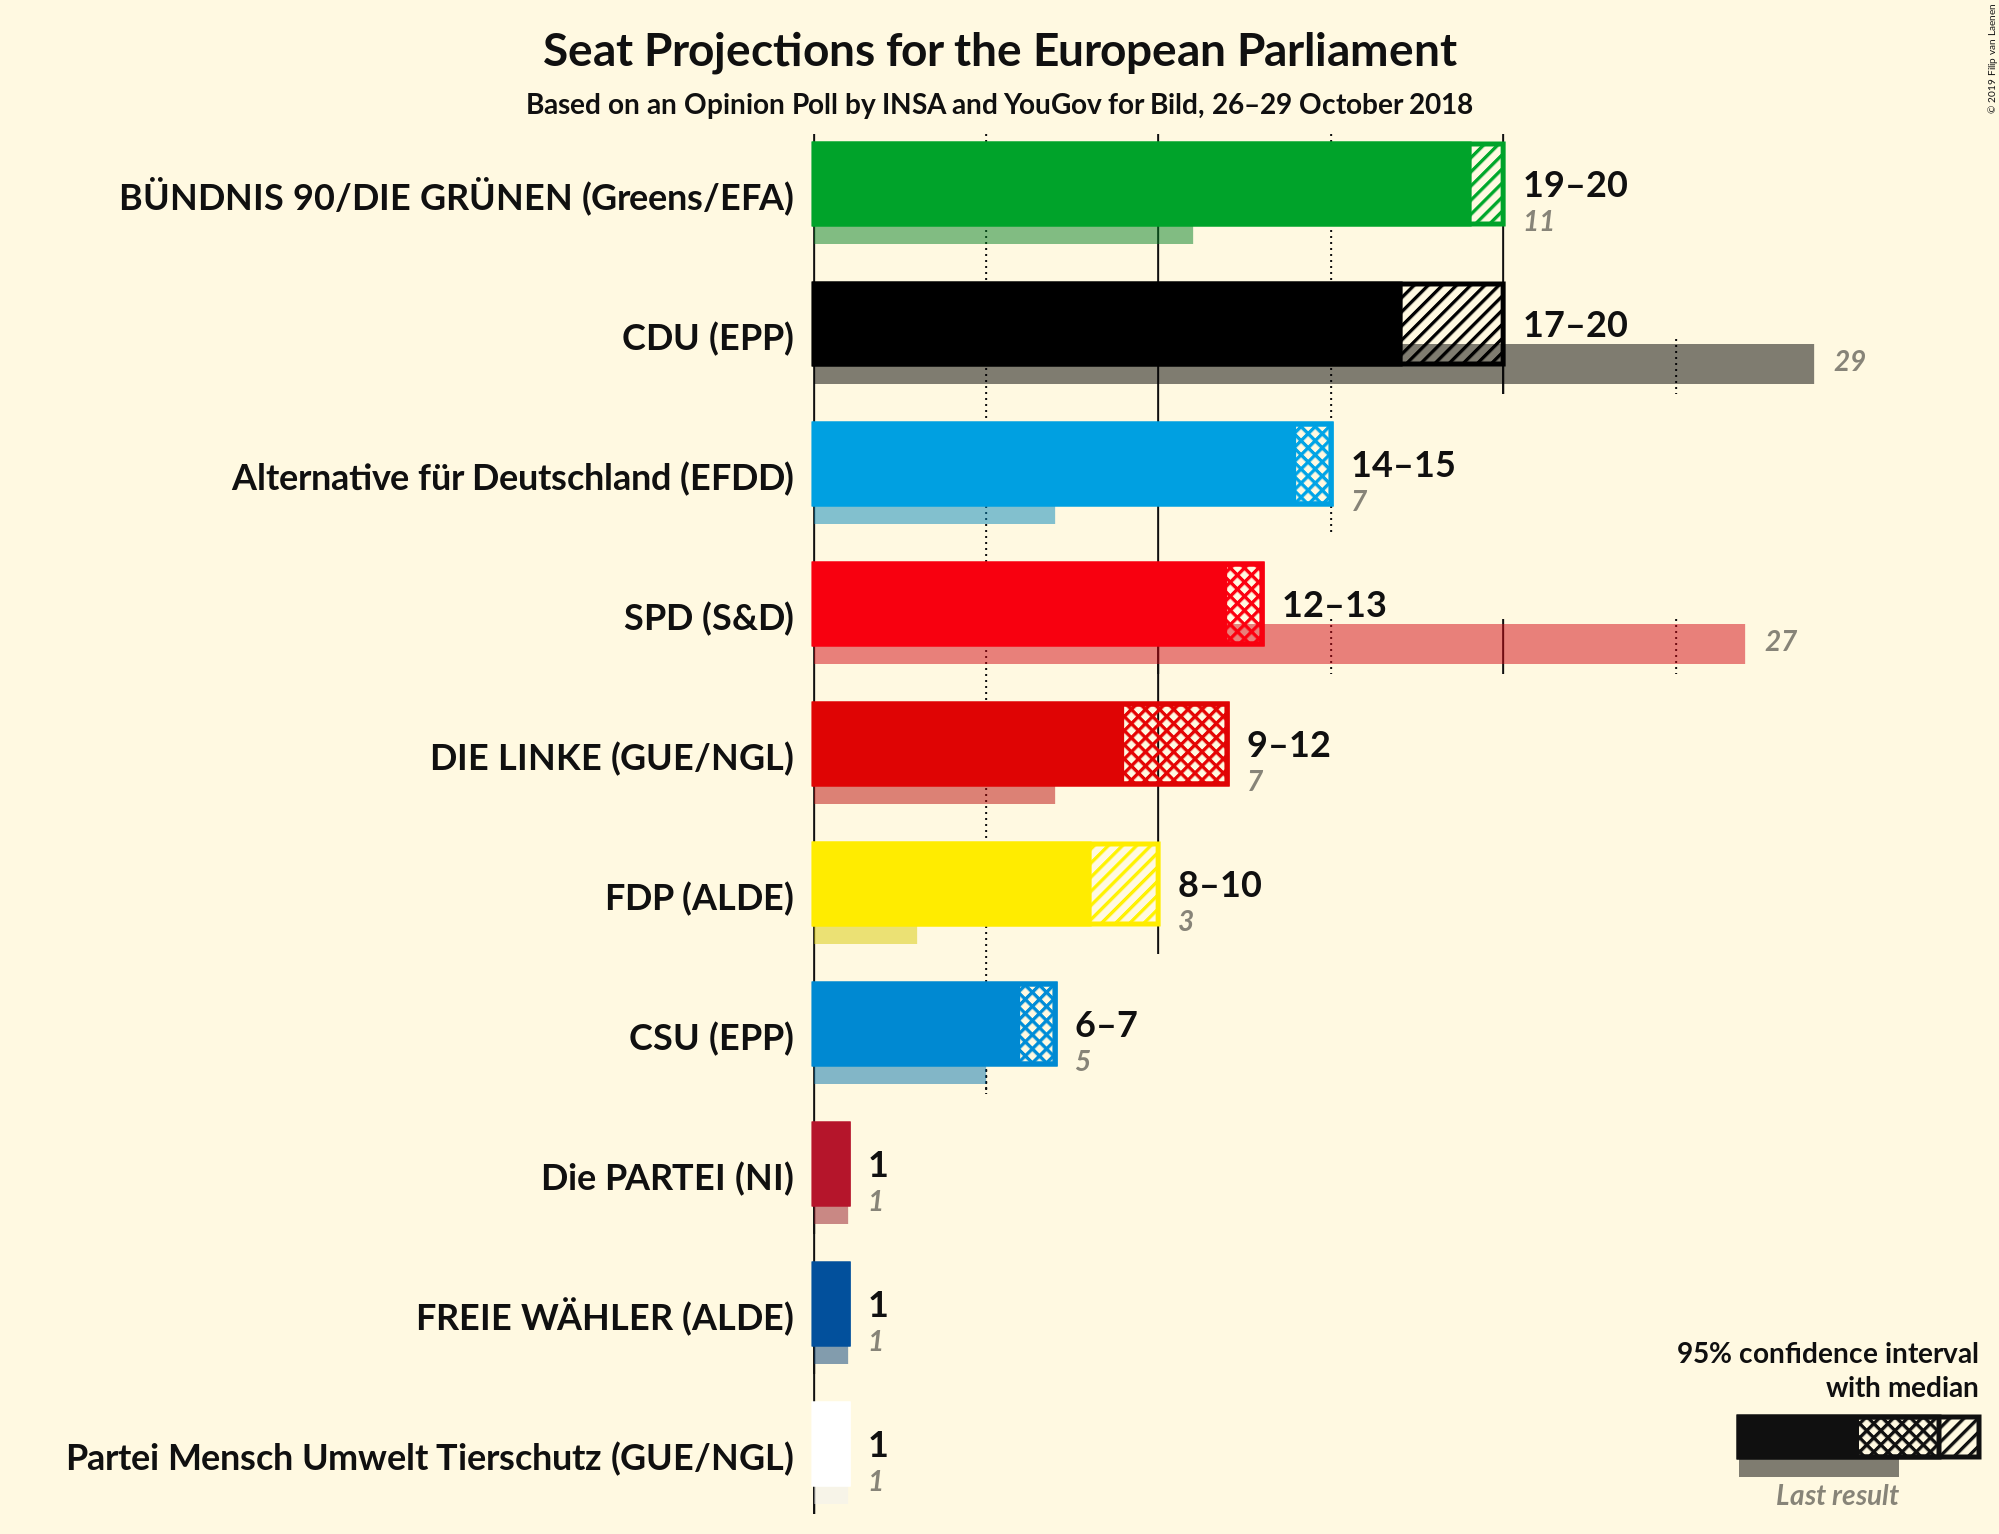 Seat Projections for the European Parliament
Based on an Opinion Poll by INSA and YouGov for Bild, 26–29 October 2018
© 2019 Filip van Laenen
BÜNDNIS 90/DIE GRÜNEN (Greens/EFA)
19–20
11
CDU (EPP)
17–20
29
Alternative für Deutschland (EFDD)
14–15
7
SPD (S&D)
12–13
27
DIE LINKE (GUE/NGL)
9–12
7
FDP (ALDE)
8–10
3
CSU (EPP)
6–7
5
Die PARTEI (NI)
1
1
FREIE WÄHLER (ALDE)
1
1
Partei Mensch Umwelt Tierschutz (GUE/NGL)
1
1
95% confidence interval
with median
Last result